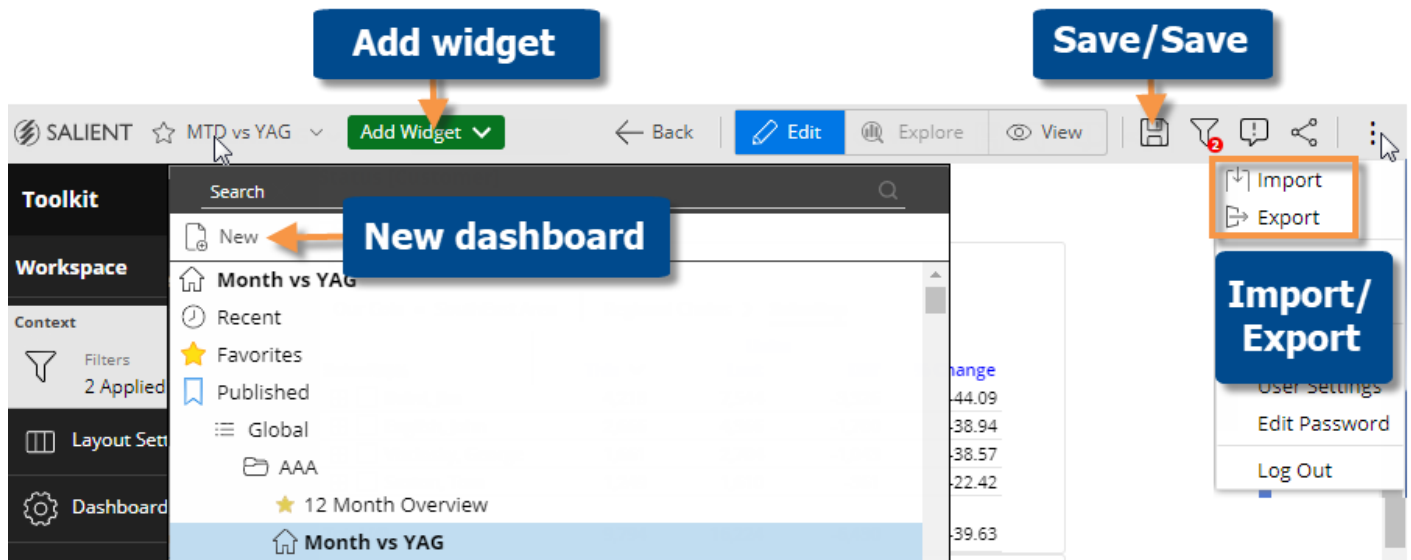 Add widget
Save/Save
SALIENT MTD vs YAG Add Widget Back Edit Explore View 2
Toolkit
Search
Import
New
New dashboard
Export
Workspace
Month vs YAG
Import/
Export
Context
Recent
Filters
Favorites
2 Applied
hange
Published
-44.09
User Settings
Layout Sett
Global
-38.94
Edit Password
AAA
-38.57
-22.42
Log Out
Dashboard
12 Month Overview
Month vs YAG
-39.63